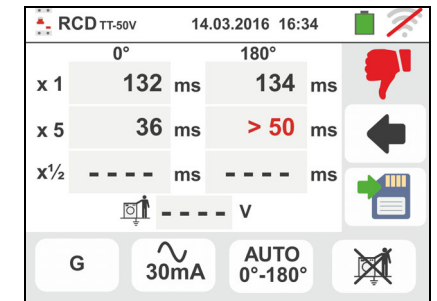 RCD TT-50V 14.03.2016 16:34
0° 180°
x 1 132 ms 134 ms
x 5 36 ms > 50 ms
x½ - - - - ms - - - - ms
- - - - V
G 30mA AUTO 0°-180°